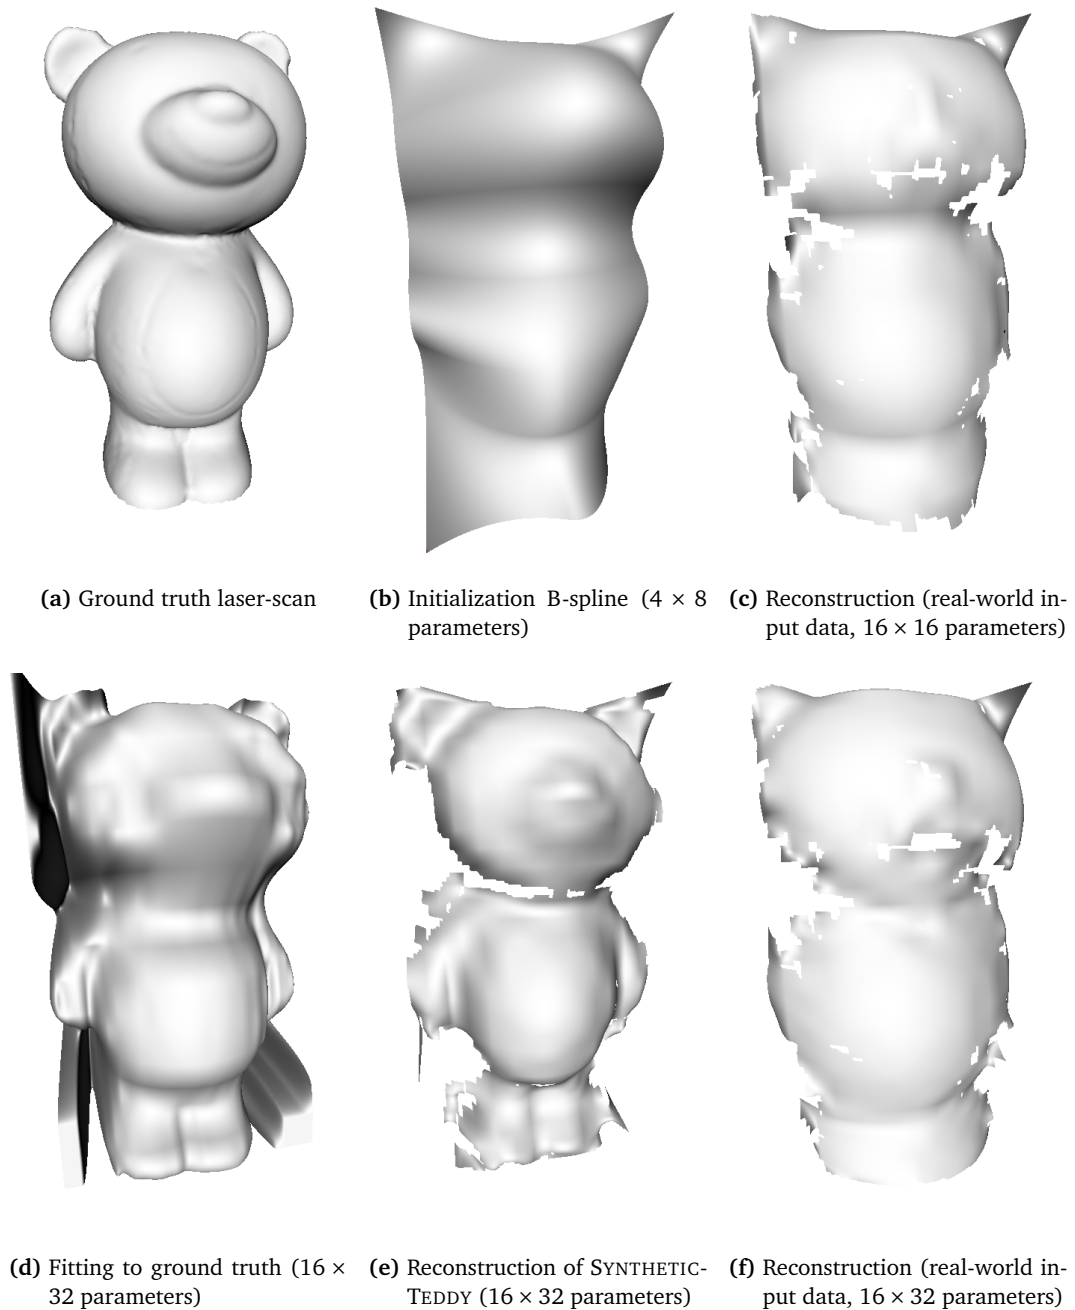 (a) Ground truth laser-scan
(b) Initialization B-spline (4 × 8
parameters)
(c) Reconstruction (real-world in-
put data, 16 × 16 parameters)
(d) Fitting to ground truth (16 ×
32 parameters)
(e) Reconstruction of SYNTHETIC-
TEDDY (16 × 32 parameters)
(f) Reconstruction (real-world in-
put data, 16 × 32 parameters)